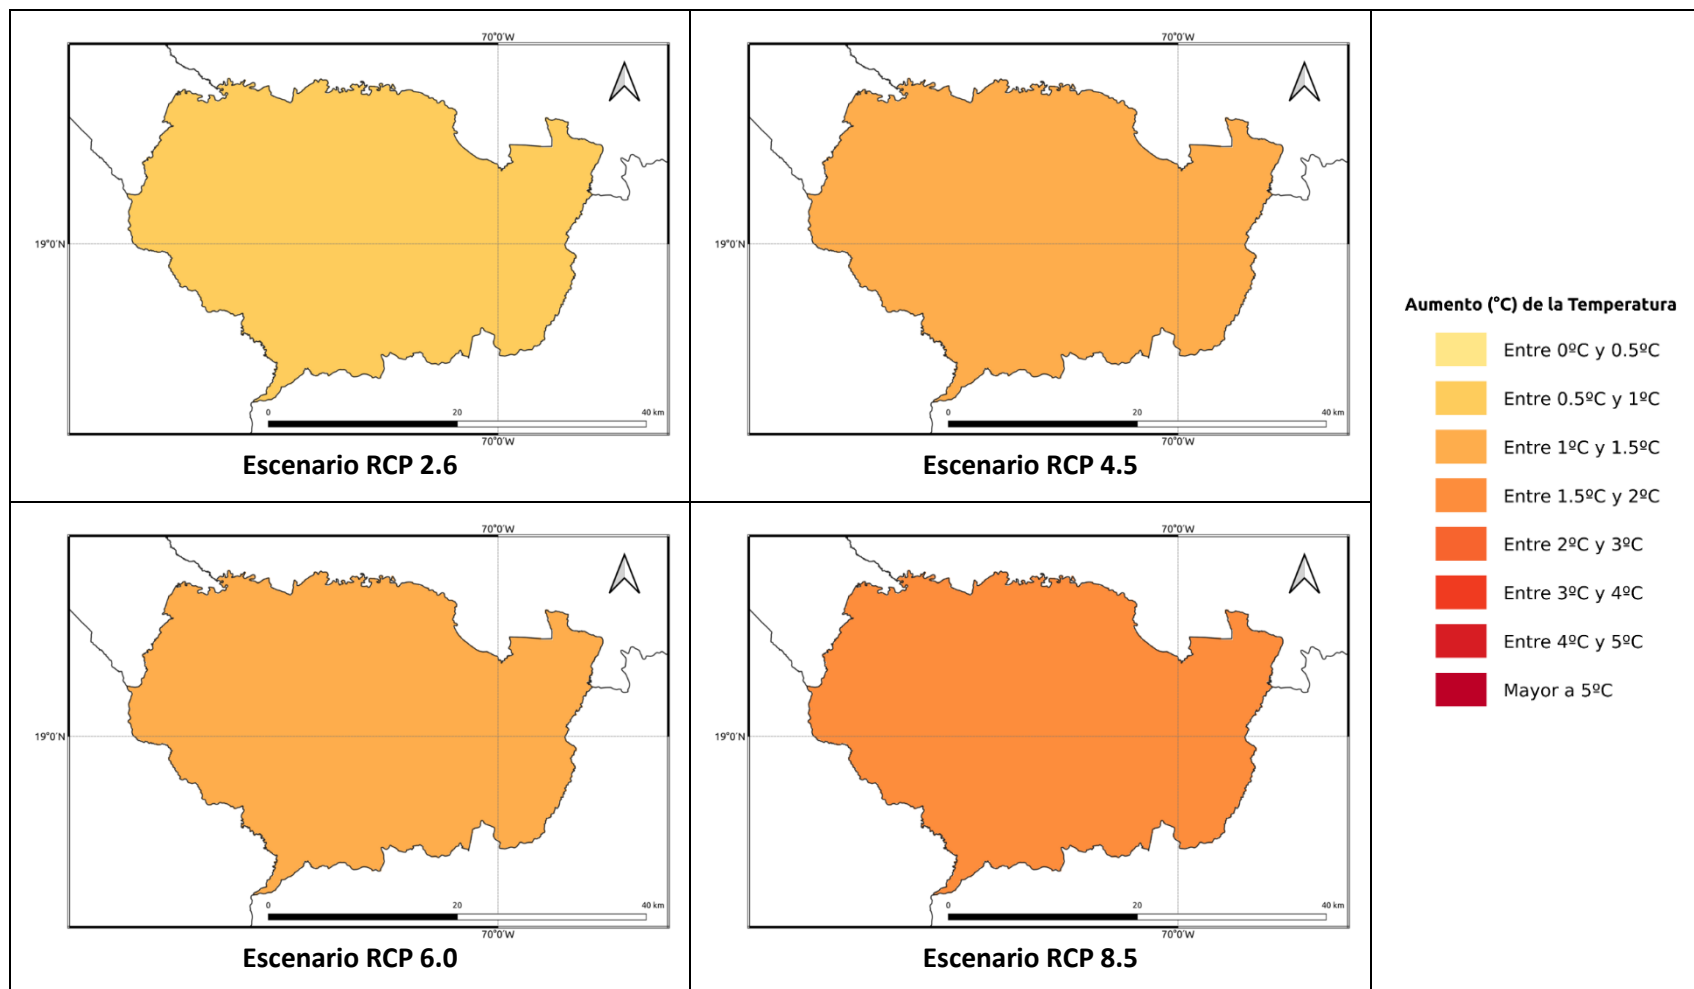 70°0'W
19°0'N
0 20 40 km
70°0'W
Escenario RCP 2.6
70°0'W
0 20 40 km
70°0'W
Escenario RCP 4.5
70°0'W
19°0'N
0 20 40 km
70°0'W
Escenario RCP 6.0
70°0'W
0 20 40 km
70°0'W
Escenario RCP 8.5
Aumento (°C) de la Temperatura
Entre 0ºC y 0.5ºC
Entre 0.5ºC y 1ºC
Entre 1ºC y 1.5ºC
Entre 1.5ºC y 2ºC
Entre 2ºC y 3ºC
Entre 3ºC y 4ºC
Entre 4ºC y 5ºC
Mayor a 5ºC